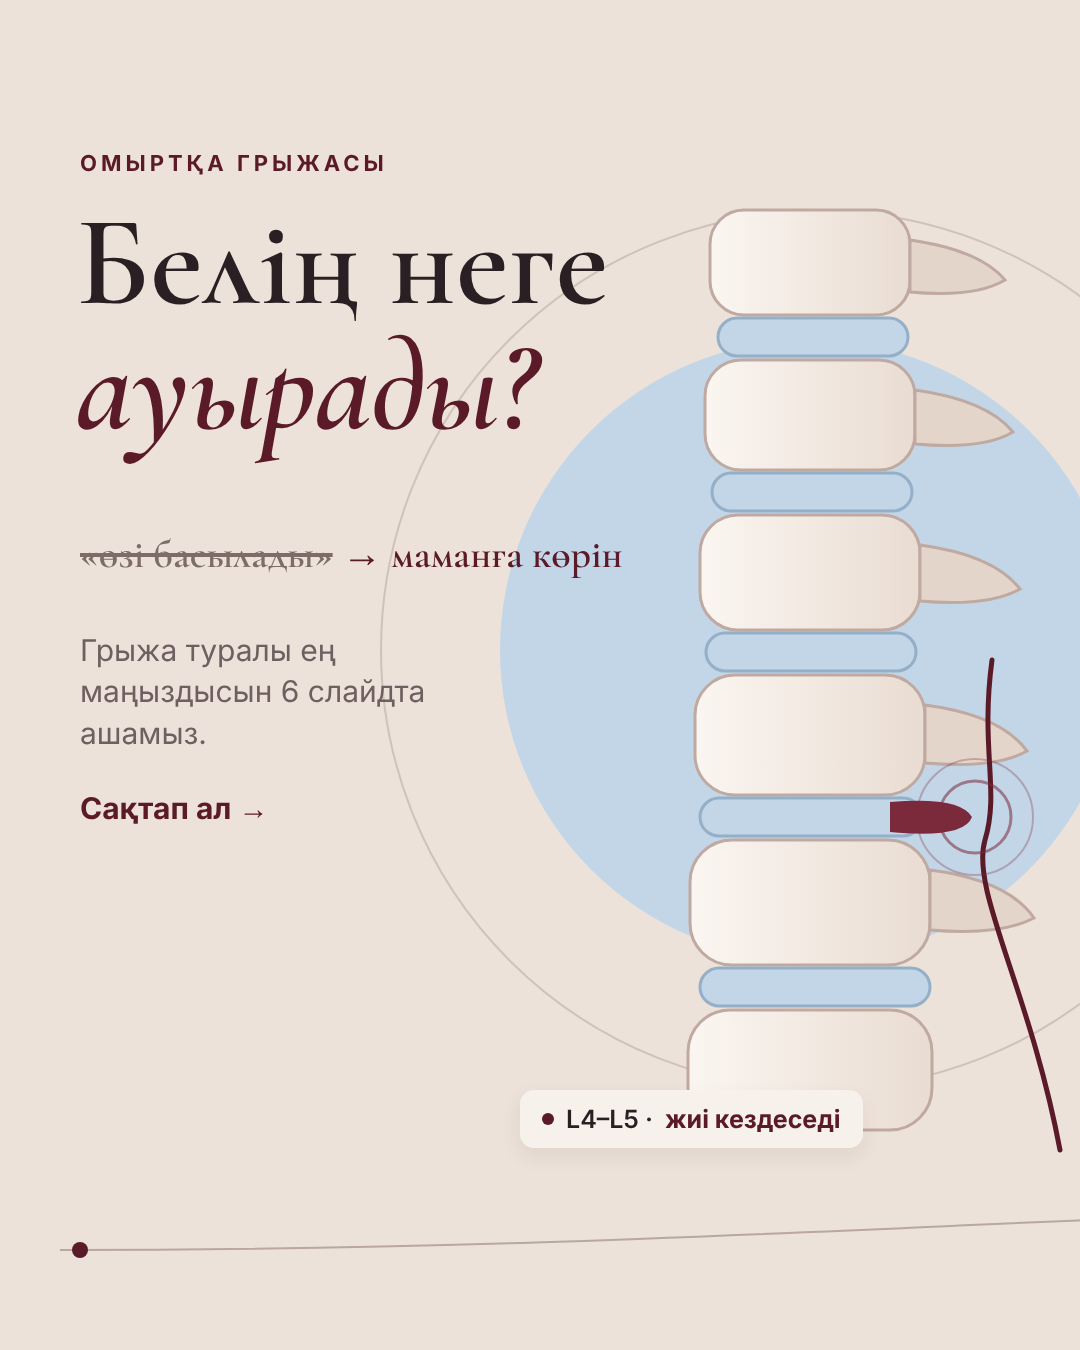 ОМЫРТҚА ГРЫЖАСЫ
Белің неге
ауырады?
«өзі басылады» → маманға көрін
Грыжа туралы ең
маңыздысын 6 слайдта
ашамыз.
Сақтап ал →
L4–L5 · жиі кездеседі